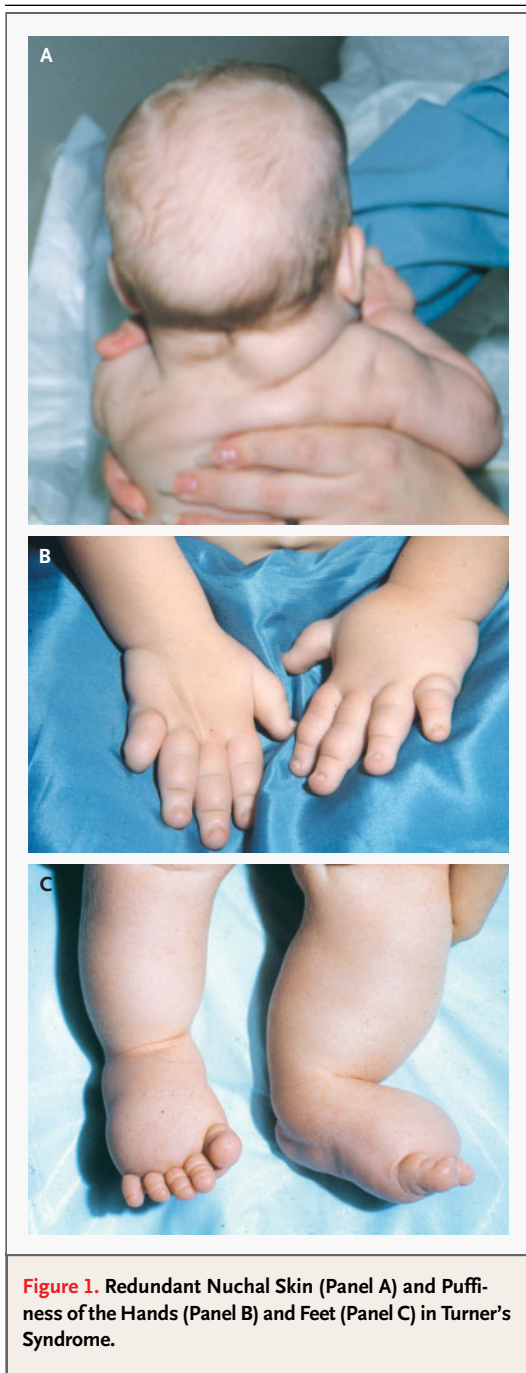 A
B
C
Figure 1. Redundant Nuchal Skin (Panel A) and Puffi-
ness of the Hands (Panel B) and Feet (Panel C) in Turner’s
Syndrome.